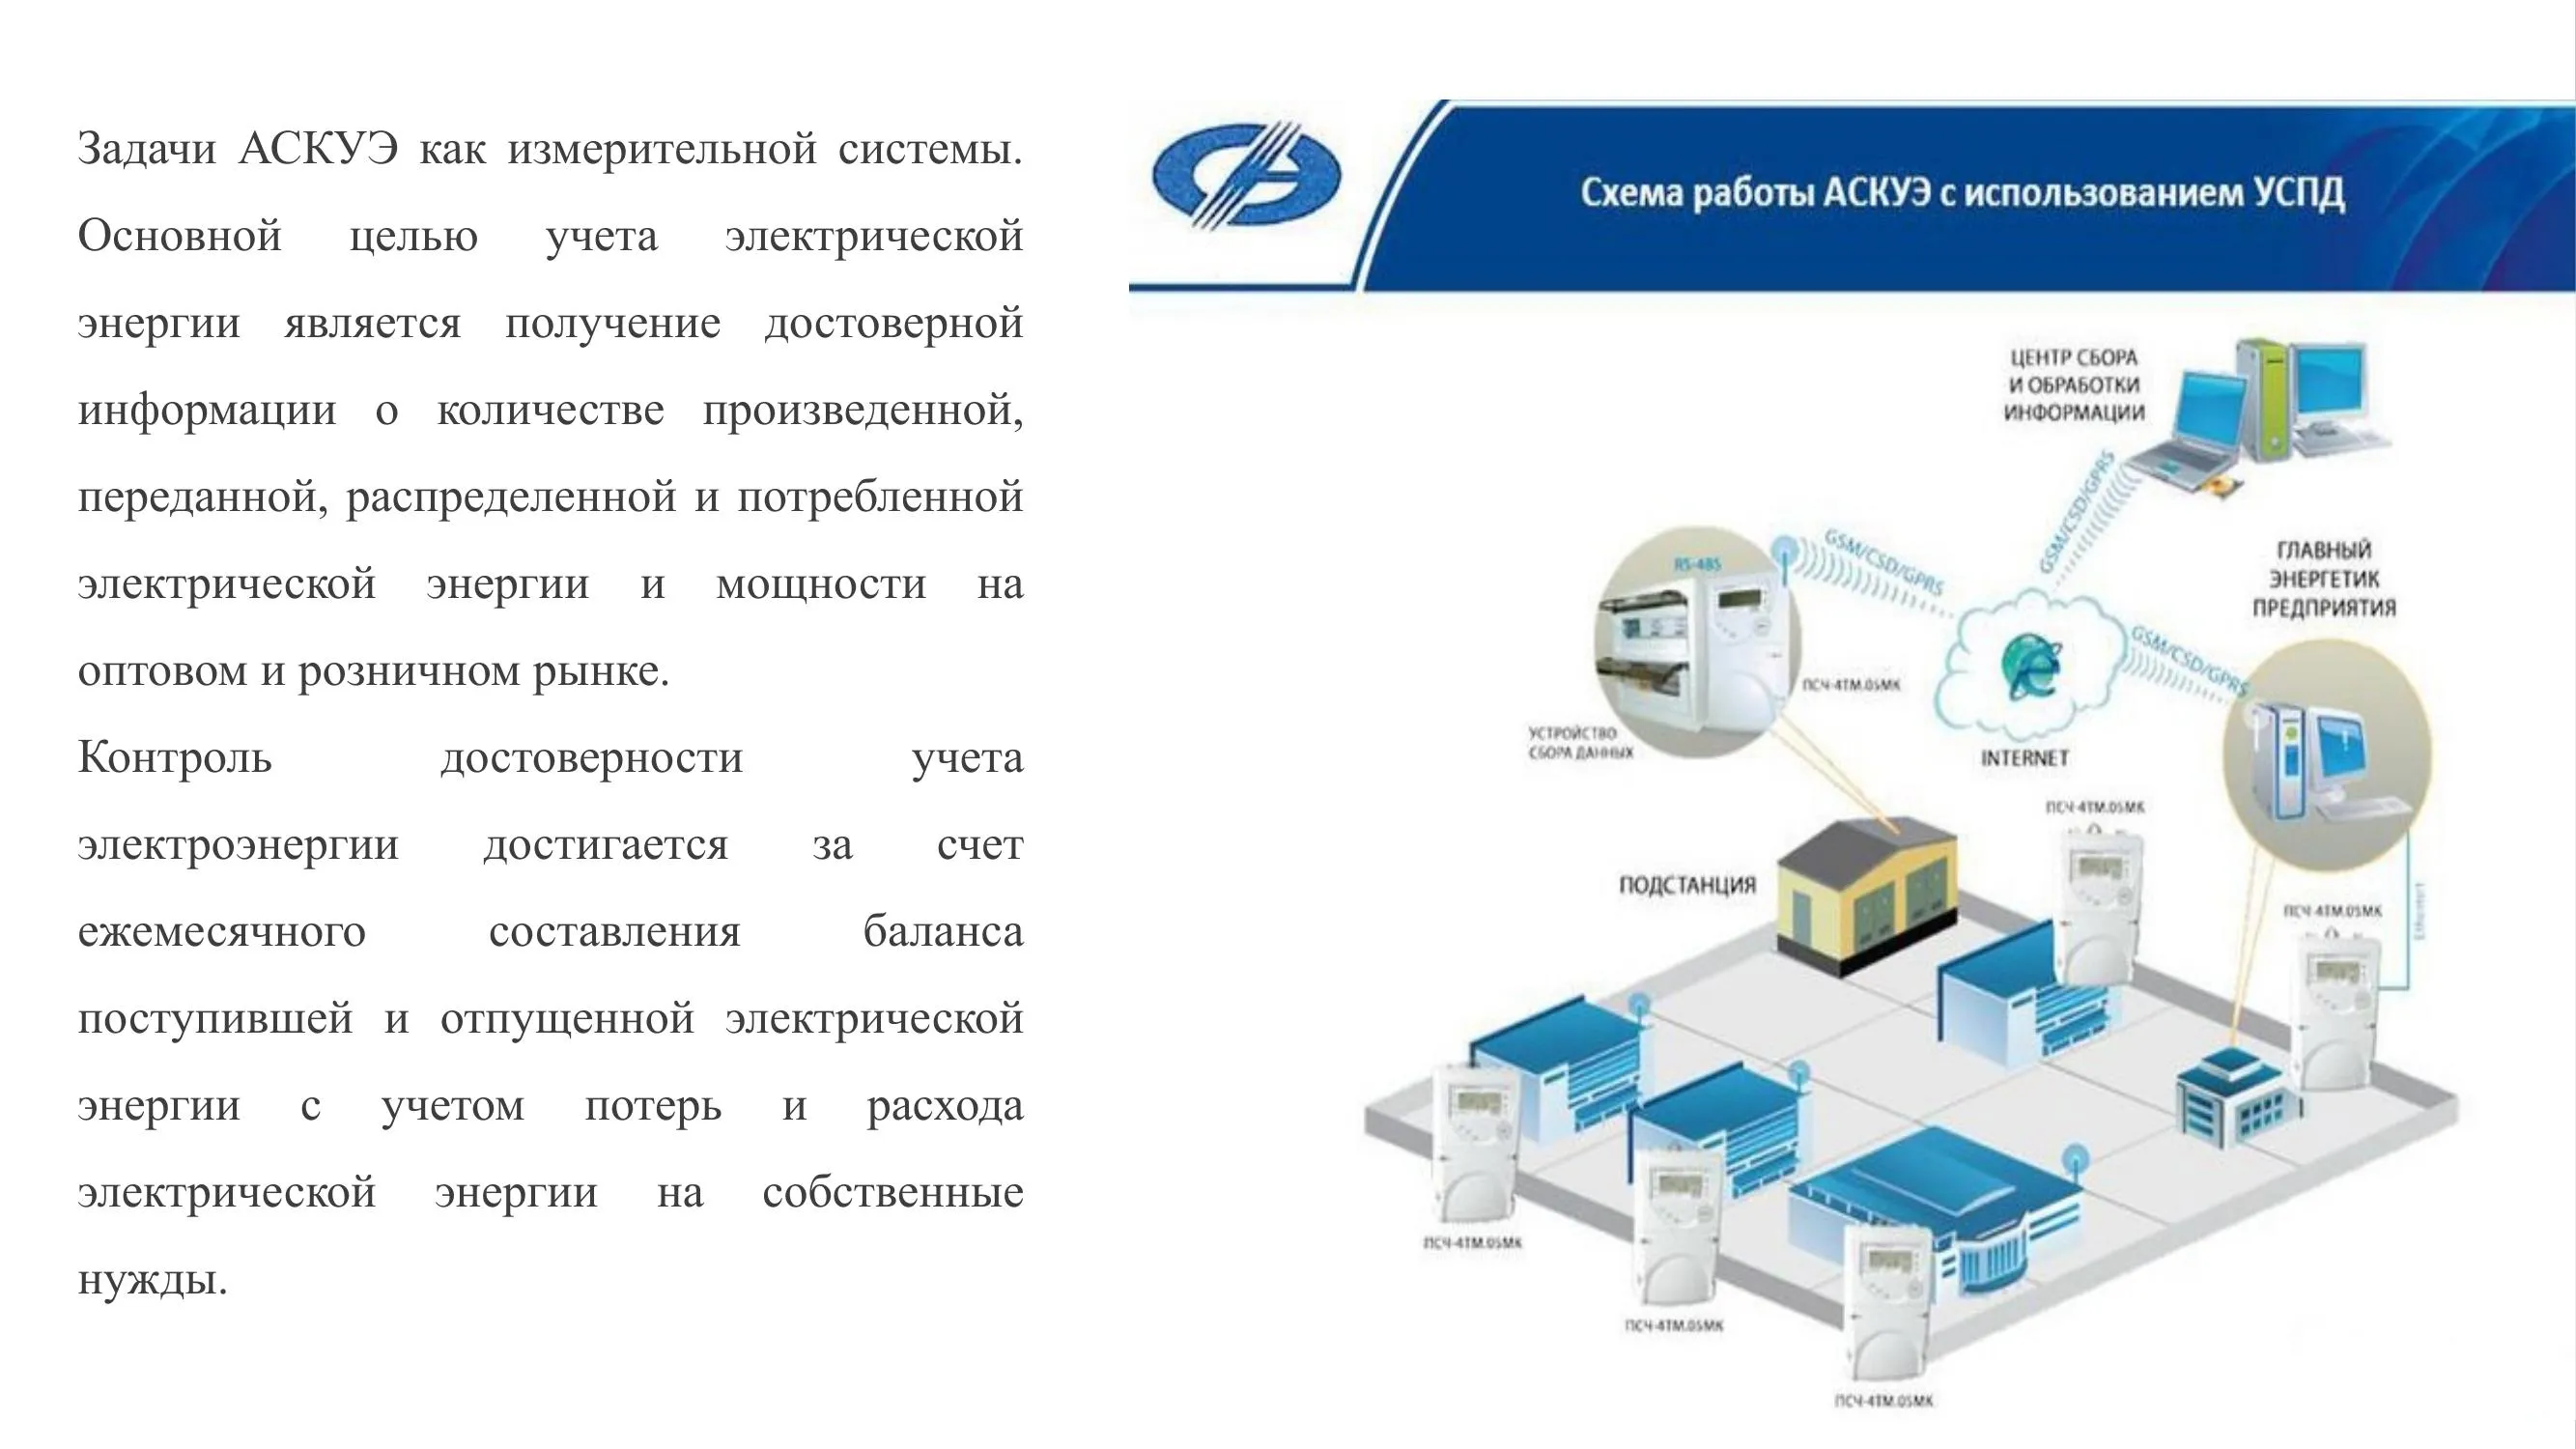 Задачи АСКУЭ как измерительной системы.
Основной целью учета электрической
энергии является получение достоверной
информации о количестве произведенной,
переданной, распределенной и потребленной
электрической энергии и мощности на
оптовом и розничном рынке.
Контроль достоверности учета
электроэнергии достигается за счет
ежемесячного составления баланса
поступившей и отпущенной электрической
энергии с учетом потерь и расхода
электрической энергии на собственные
нужды.
Схема работы АСКУЭ с использованием УСПД
ЦЕНТР СБОРА
И ОБРАБОТКИ
ИНФОРМАЦИИ
GSM/CSD/GPRS
GSM/CSD/GPRS
RS-485
ГЛАВНЫЙ
ЭНЕРГЕТИК
ПРЕДПРИЯТИЯ
GSM/CSD/GPRS
ПСЧ-4ТМ.05МК
УСТРОЙСТВО
СБОРА ДАННЫХ
INTERNET
ПСЧ-4ТМ.05МК
ПОДСТАНЦИЯ
ПСЧ-4ТМ.05МК
Ethernet
ПСЧ-4ТМ.05МК
ПСЧ-4ТМ.05МК
ПСЧ-4ТМ.05МК